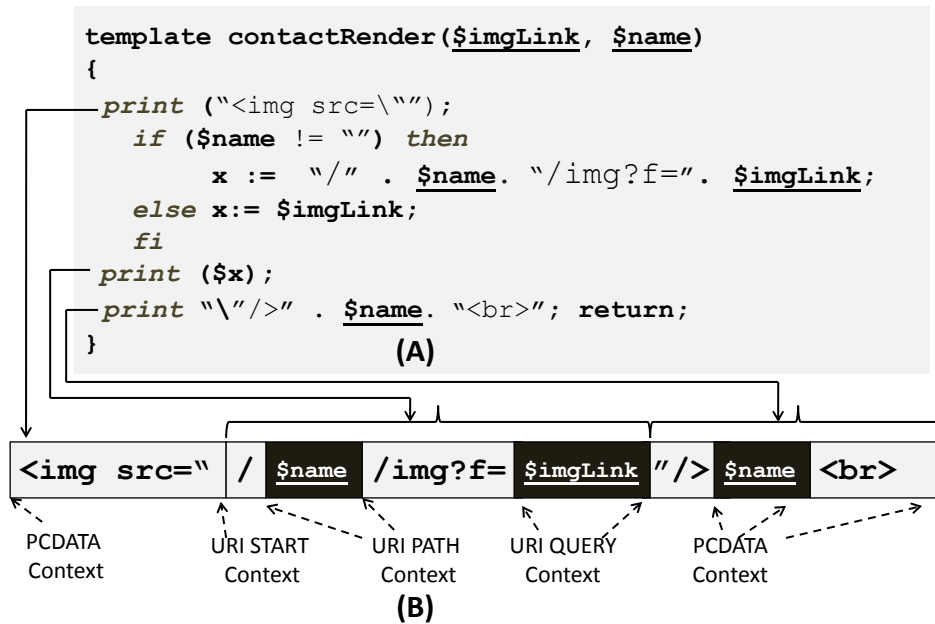 template contactRender($imgLink, $name)
{
print (“<img src=\“”);
if ($name != “”) then
x := “/” . $name. “/img?f=”. $imgLink;
else x:= $imgLink;
fi
print ($x);
print “\”/>” . $name. “<br>”; return;
}
(A)
<img src=“ / $name /img?f= $imgLink ”/> $name <br>
PCDATA Context
URI START Context
URI PATH Context
URI QUERY Context
PCDATA Context
(B)